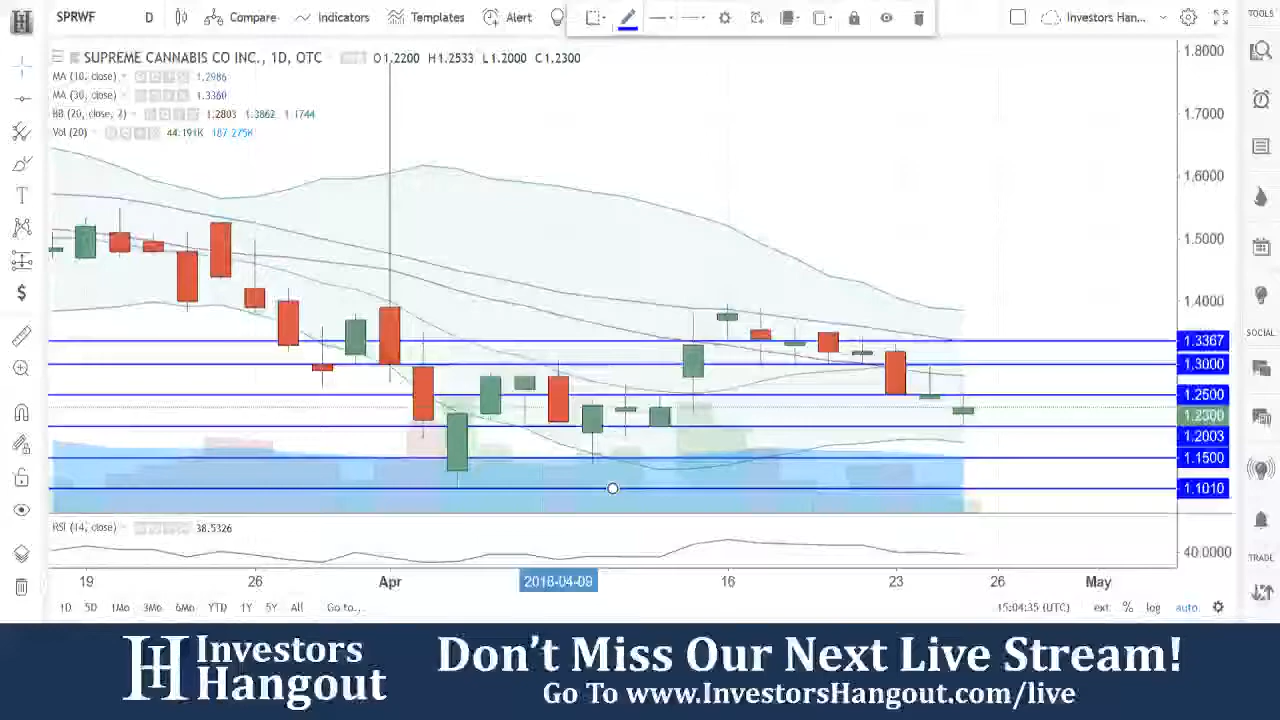 SPRWF D Compare Indicators Templates Alert Investors Han... TOOLS
SUPREME CANNABIS CO INC., 1D, OTC O1.2200 H1.2533 L1.2000 C1.2300
MA (10, close) 1.2986
MA (30, close) 1.3360
BB (20, close, 2) 1.2803 1.3862 1.1744
Vol (20) 44.191K 187.275K
1.8000
1.7000
1.6000
1.5000
1.4000
SOCIAL
1.3367
1.3000
1.2500
1.2300
1.2003
1.1500
1.1010
RSI (14, close) 38.5326
40.0000
TRADE
19 26 Apr 2018-04-09 16 23 26 May
1D 5D 1Mo 3Mo 6Mo YTD 1Y 5Y All Go to... 15:04:35 (UTC) ext % log auto
H Investors Hangout
Don't Miss Our Next Live Stream!
Go To www.InvestorsHangout.com/live